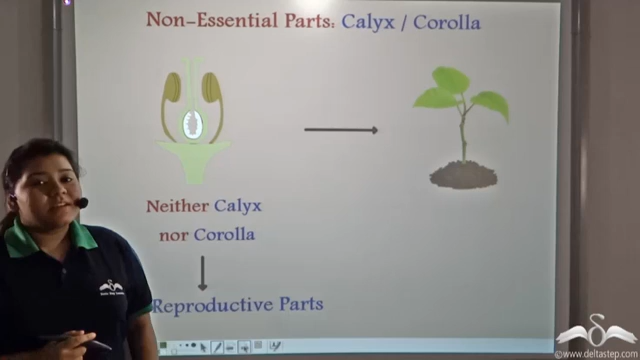 Non-Essential Parts: Calyx / Corolla
Neither Calyx
nor Corolla
Reproductive Parts
©www.deltastep.com